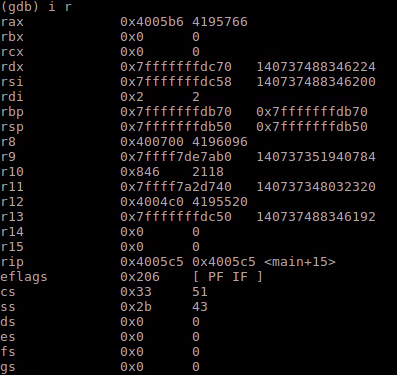 (gdb) i r
rax 0x4005b6 4195766
rbx 0x0 0
rcx 0x0 0
rdx 0x7fffffffdc70 140737488346224
rsi 0x7fffffffdc58 140737488346200
rdi 0x2 2
rbp 0x7fffffffdb70 0x7fffffffdb70
rsp 0x7fffffffdb50 0x7fffffffdb50
r8 0x400700 4196096
r9 0x7ffff7de7ab0 140737351940784
r10 0x846 2118
r11 0x7ffff7a2d740 140737348032320
r12 0x4004c0 4195520
r13 0x7fffffffdc50 140737488346192
r14 0x0 0
r15 0x0 0
rip 0x4005c5 0x4005c5 <main+15>
eflags 0x206 [ PF IF ]
cs 0x33 51
ss 0x2b 43
ds 0x0 0
es 0x0 0
fs 0x0 0
gs 0x0 0